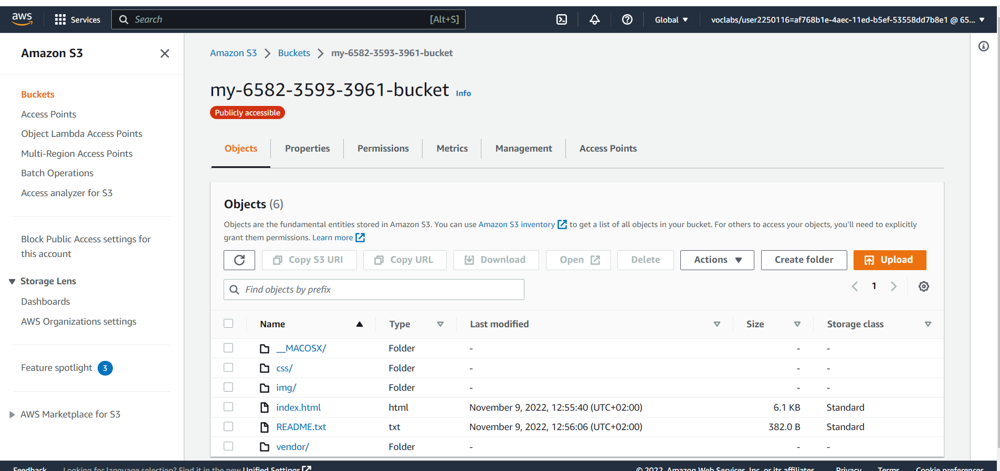 aws
Services
Search
[Alt+S]
Global
voclabs/user2250116=af768b1e-4aec-11ed-b5ef-53558dd7b8e1 @ 65...
Amazon S3
Buckets
Access Points
Object Lambda Access Points
Multi-Region Access Points
Batch Operations
Access analyzer for S3
Block Public Access settings for
this account
Storage Lens
Dashboards
AWS Organizations settings
Feature spotlight 3
AWS Marketplace for S3
Amazon S3 > Buckets > my-6582-3593-3961-bucket
my-6582-3593-3961-bucket Info
Publicly accessible
Objects Properties Permissions Metrics Management Access Points
Objects (6)
Objects are the fundamental entities stored in Amazon S3. You can use Amazon S3 inventory to get a list of all objects in your bucket. For others to access your objects, you’ll need to explicitly
grant them permissions. Learn more
Copy S3 URI Copy URL Download Open Delete Actions Create folder Upload
Find objects by prefix
1
Name Type Last modified Size Storage class
__MACOSX/ Folder - - -
css/ Folder - - -
img/ Folder - - -
index.html html November 9, 2022, 12:55:40 (UTC+02:00) 6.1 KB Standard
README.txt txt November 9, 2022, 12:56:06 (UTC+02:00) 382.0 B Standard
vendor/ Folder - - -
Feedback Looking for language selection? Find it in the new Unified Settings © 2022, Amazon Web Services, Inc. or its affiliates. Privacy Terms Cookie preferences